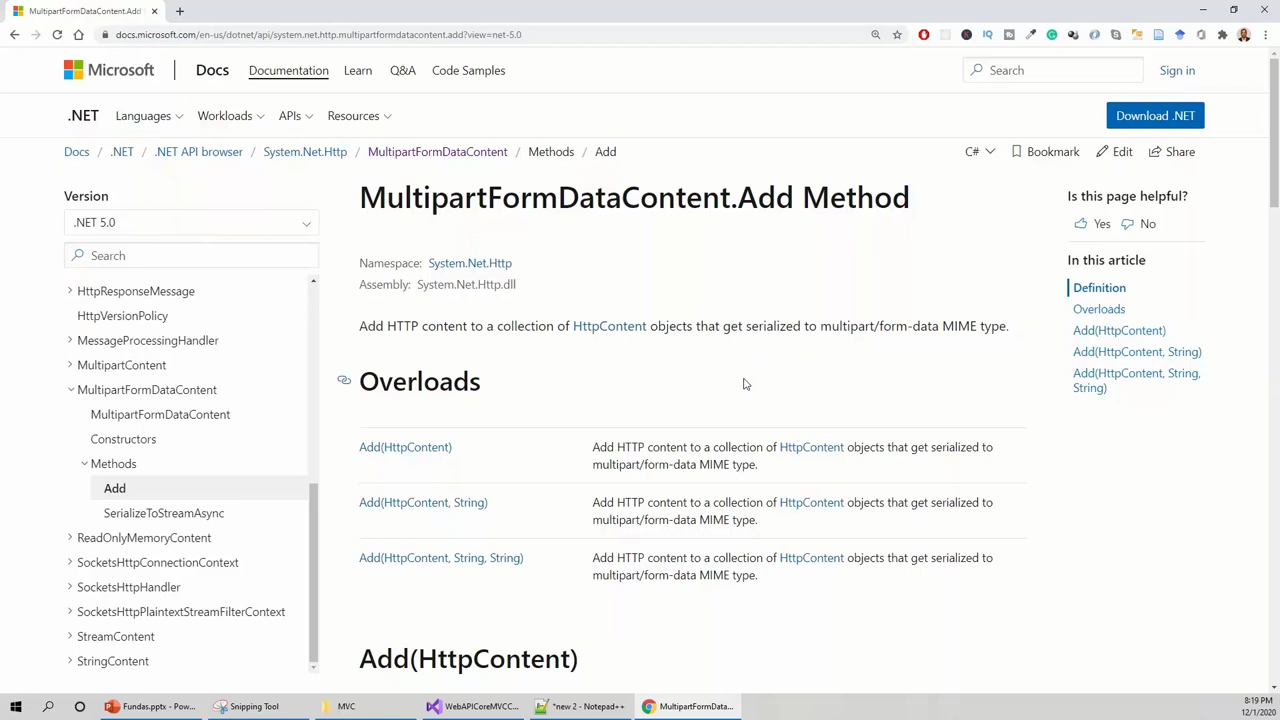 MultipartFormDataContent.Add
docs.microsoft.com/en-us/dotnet/api/system.net.http.multipartformdatacontent.add?view=net-5.0
Microsoft
Docs
Documentation
Learn
Q&A
Code Samples
Search
Sign in
.NET
Languages
Workloads
APIs
Resources
Download .NET
Docs / .NET / .NET API browser / System.Net.Http / MultipartFormDataContent / Methods / Add
C#
Bookmark
Edit
Share
Version
.NET 5.0
Search
HttpResponseMessage
HttpVersionPolicy
MessageProcessingHandler
MultipartContent
MultipartFormDataContent
MultipartFormDataContent
Constructors
Methods
Add
SerializeToStreamAsync
ReadOnlyMemoryContent
SocketsHttpConnectionContext
SocketsHttpHandler
SocketsHttpPlaintextStreamFilterContext
StreamContent
StringContent
MultipartFormDataContent.Add Method
Namespace: System.Net.Http
Assembly: System.Net.Http.dll
Add HTTP content to a collection of HttpContent objects that get serialized to multipart/form-data MIME type.
Overloads
Add(HttpContent)
Add HTTP content to a collection of HttpContent objects that get serialized to
multipart/form-data MIME type.
Add(HttpContent, String)
Add HTTP content to a collection of HttpContent objects that get serialized to
multipart/form-data MIME type.
Add(HttpContent, String, String)
Add HTTP content to a collection of HttpContent objects that get serialized to
multipart/form-data MIME type.
Add(HttpContent)
Is this page helpful?
Yes
No
In this article
Definition
Overloads
Add(HttpContent)
Add(HttpContent, String)
Add(HttpContent, String,
String)
Fundas.pptx - Pow...
Snipping Tool
MVC
WebAPICoreMVCC...
*new 2 - Notepad++
MultipartFormData...
8:19 PM
12/1/2020